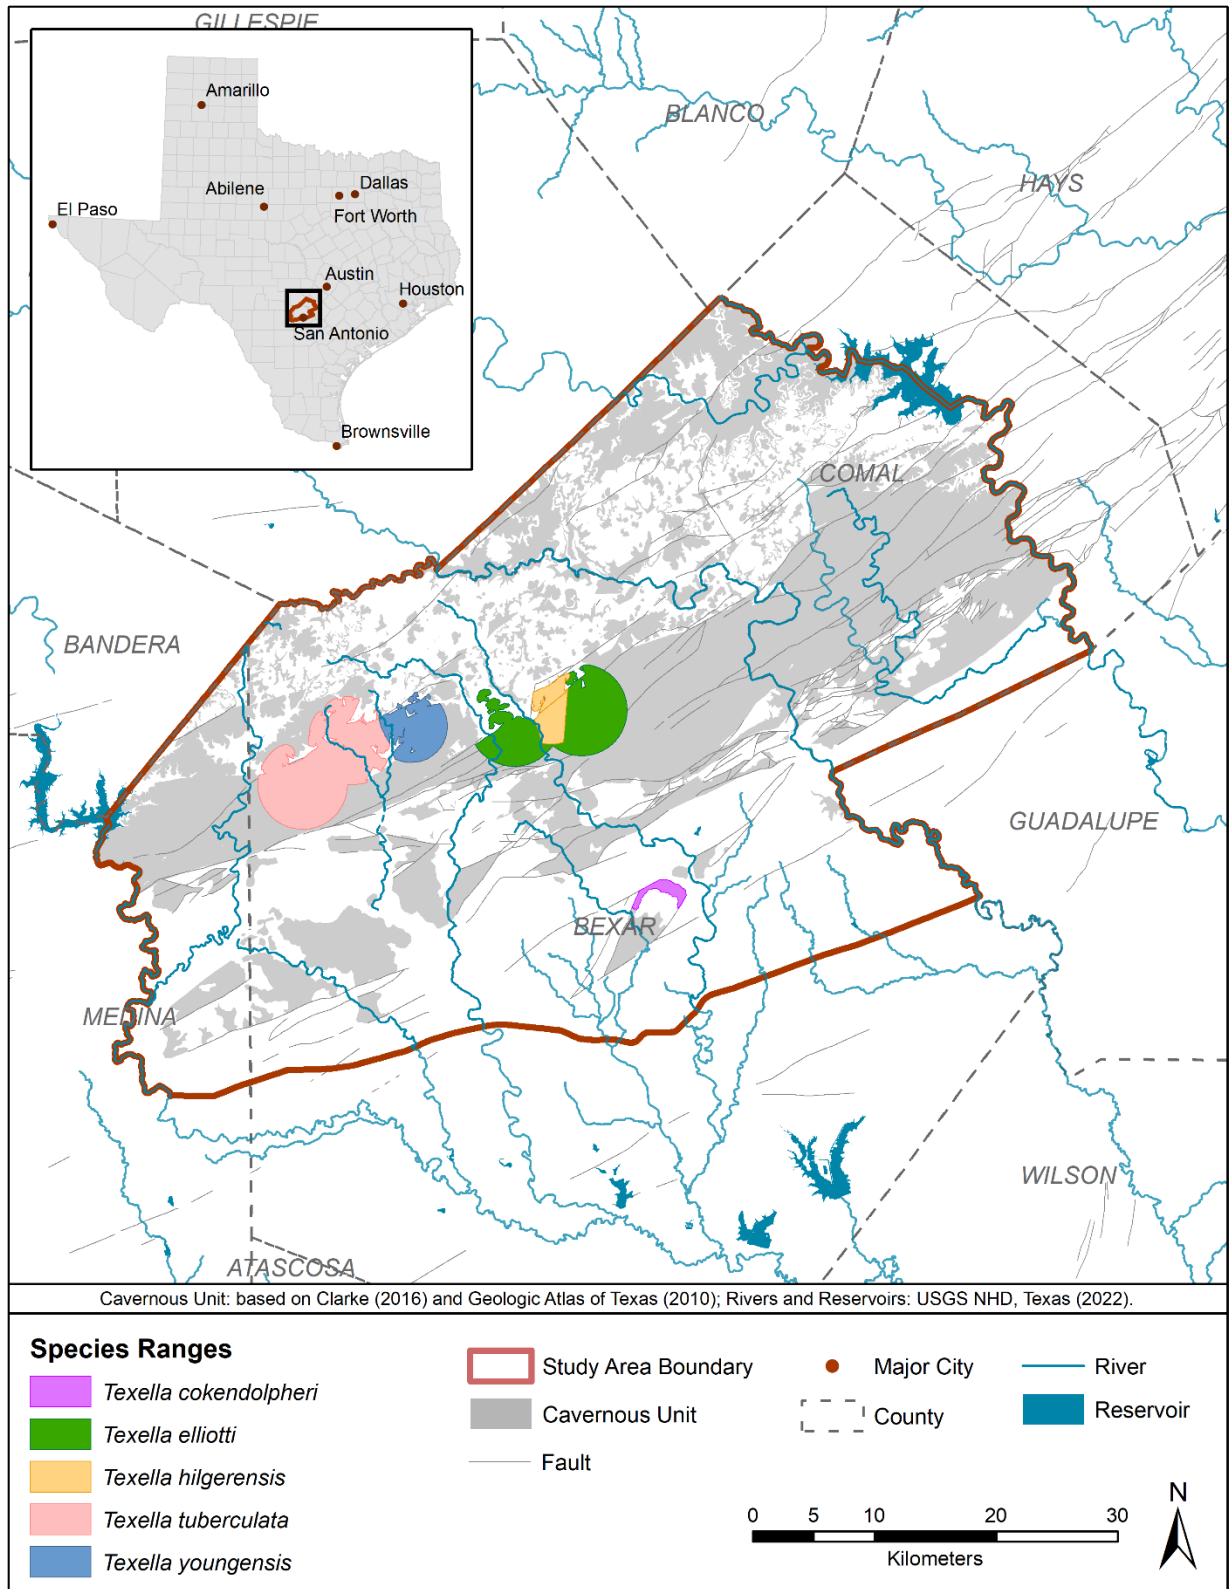 GILLESPIE
Amarillo
BLANCO
Abilene
Dallas
Fort Worth
HAYS
El Paso
Austin
Houston
San Antonio
Brownsville
COMAL
BANDERA
GUADALUPE
BEXAR
MEDINA
WILSON
ATASCOSA
Cavernous Unit: based on Clarke (2016) and Geologic Atlas of Texas (2010); Rivers and Reservoirs: USGS NHD, Texas (2022).
Species Ranges
Texella cokendolpheri
Texella elliotti
Texella hilgerensis
Texella tuberculata
Texella youngensis
Study Area Boundary
Cavernous Unit
Fault
Major City
County
River
Reservoir
0 5 10 20 30
Kilometers
N